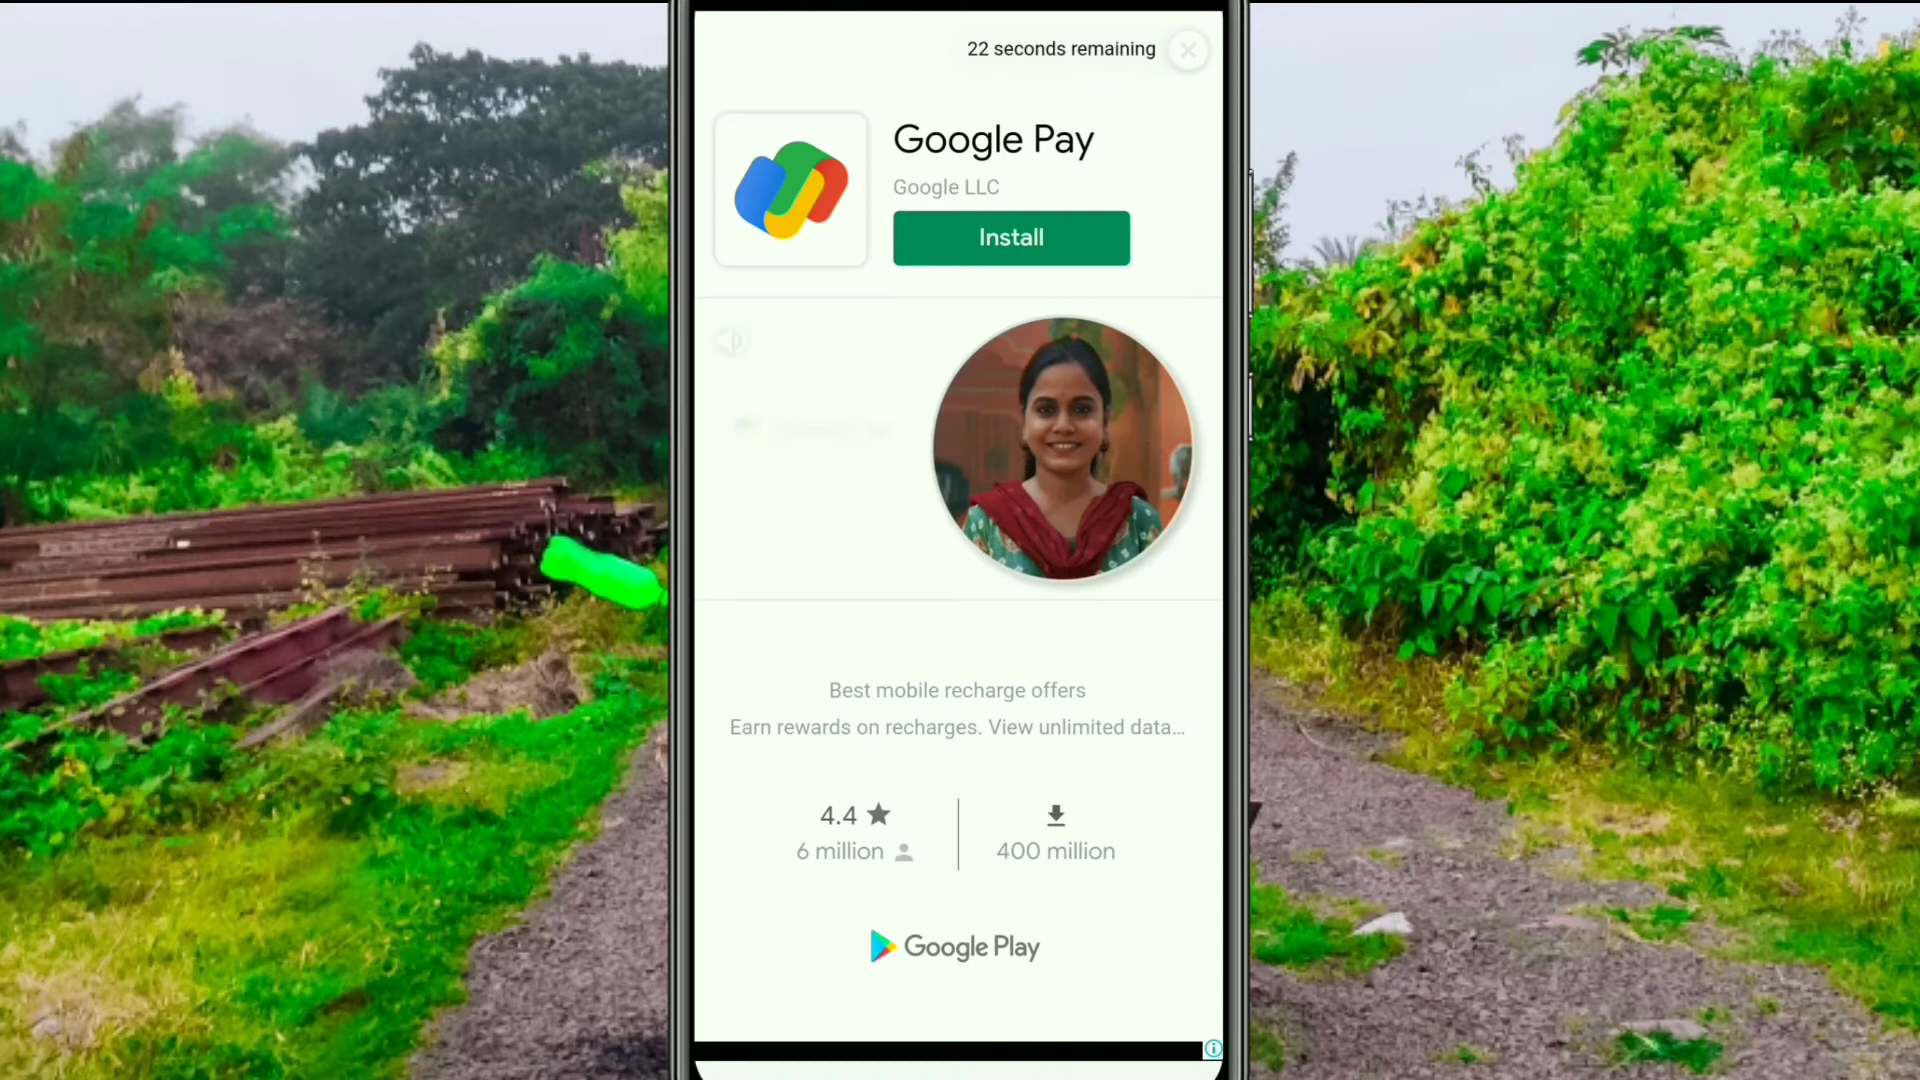 22 seconds remaining
Google Pay
Google LLC
Install
Best mobile recharge offers
Earn rewards on recharges. View unlimited data...
4.4
6 million
400 million
Google Play